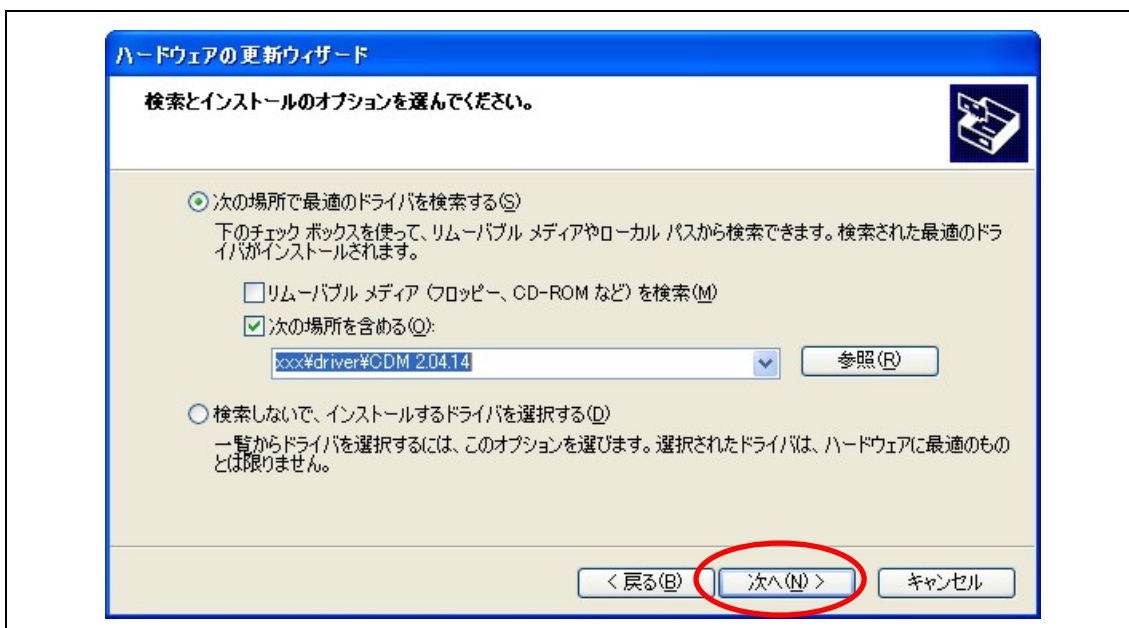 ハードウェアの更新ウィザード
検索とインストールのオプションを選んでください。
次の場所で最適のドライバを検索する(S)
下のチェック ボックスを使って、リムーバブル メディアやローカル パスから検索できます。検索された最適のドラ
イバがインストールされます。
リムーバブル メディア (フロッピー、CD-ROM など) を検索(M)
次の場所を含める(O):
xxx¥driver¥CDM 2.04.14
参照(R)
検索しないで、インストールするドライバを選択する(D)
一覧からドライバを選択するには、このオプションを選びます。選択されたドライバは、ハードウェアに最適のもの
とは限りません。
< 戻る(B) 次へ(N) > キャンセル